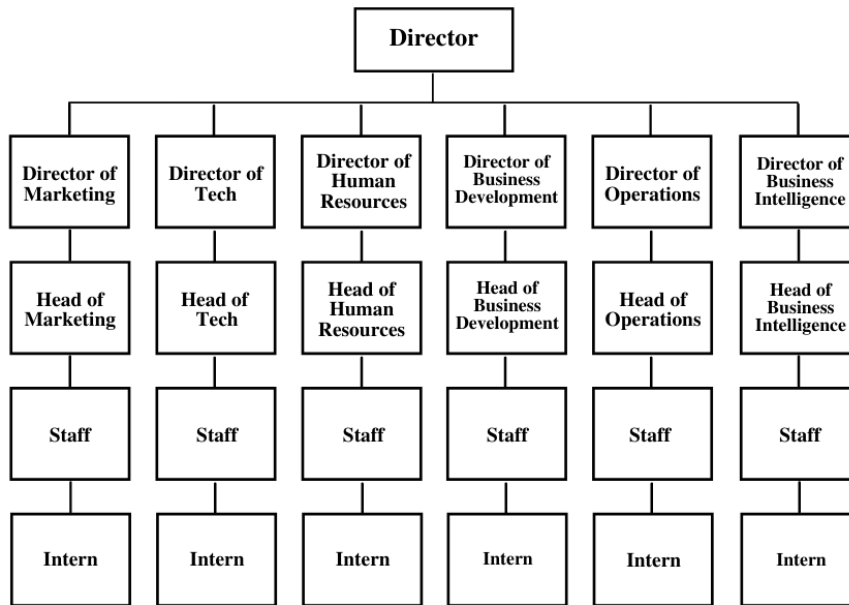 Director
Director of
Marketing
Director of
Tech
Director of
Human
Resources
Director of
Business
Development
Director of
Operations
Director of
Business
Intelligence
Head of
Marketing
Head of
Tech
Head of
Human
Resources
Head of
Business
Development
Head of
Operations
Head of
Business
Intelligence
Staff
Staff
Staff
Staff
Staff
Staff
Intern
Intern
Intern
Intern
Intern
Intern